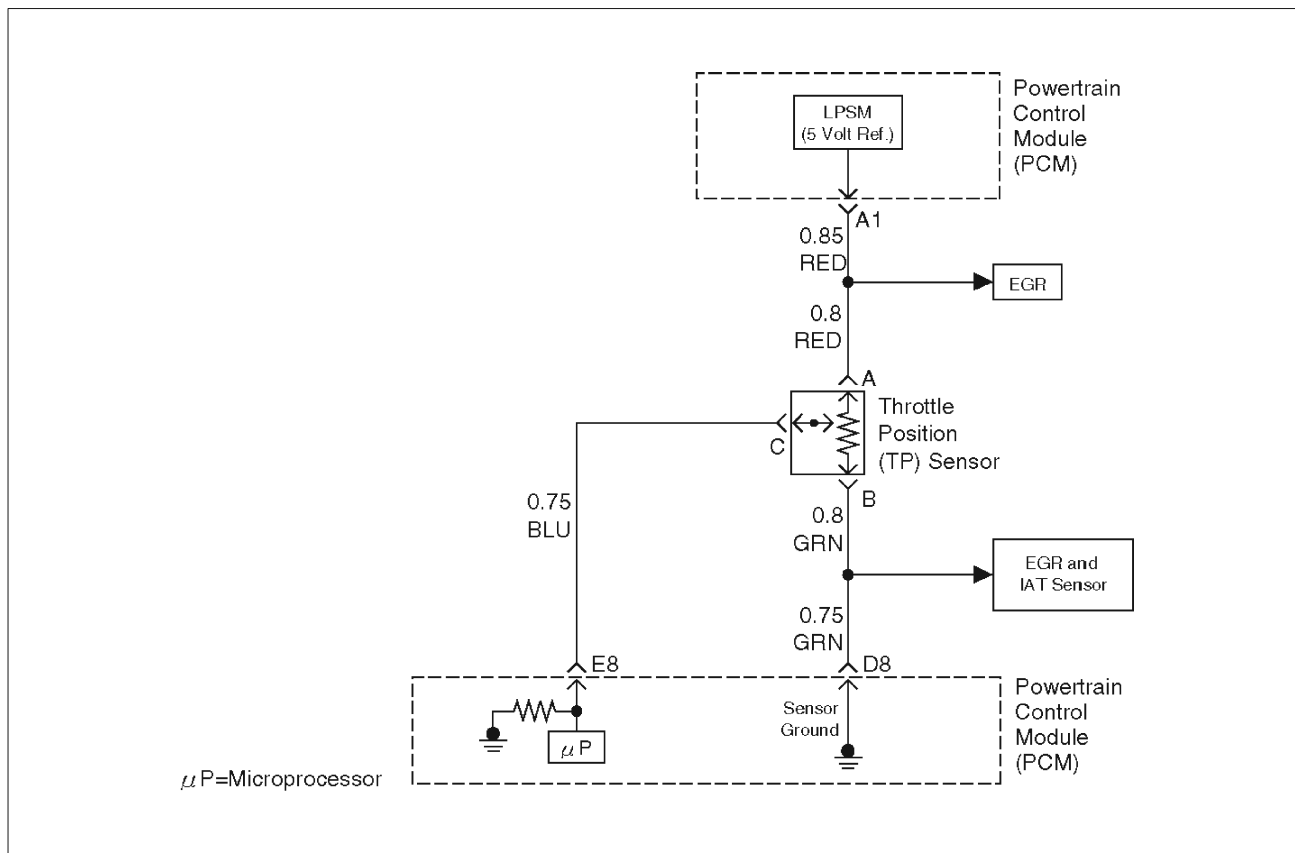 LPSM
(5 Volt Ref.)
Powertrain
Control
Module
(PCM)
A1
0.85
RED
EGR
0.8
RED
A
Throttle
Position
(TP) Sensor
C
B
0.75
BLU
0.8
GRN
EGR and
IAT Sensor
0.75
GRN
E8
D8
Powertrain
Control
Module
(PCM)
Sensor
Ground
μP
μP=Microprocessor